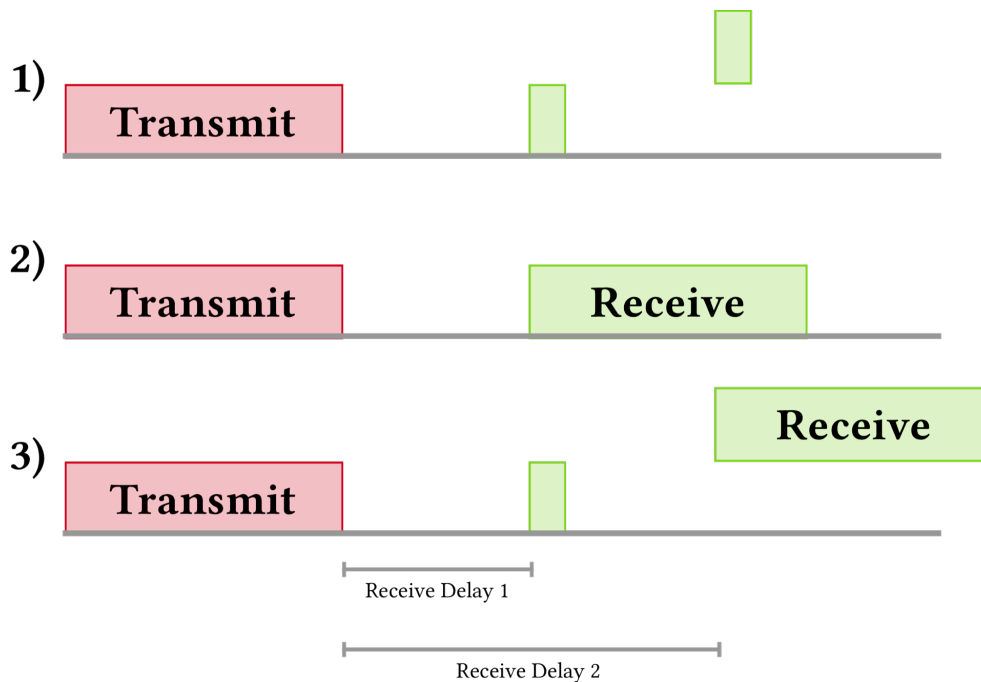 1)
Transmit
2)
Transmit
Receive
Receive
3)
Transmit
Receive Delay 1
Receive Delay 2